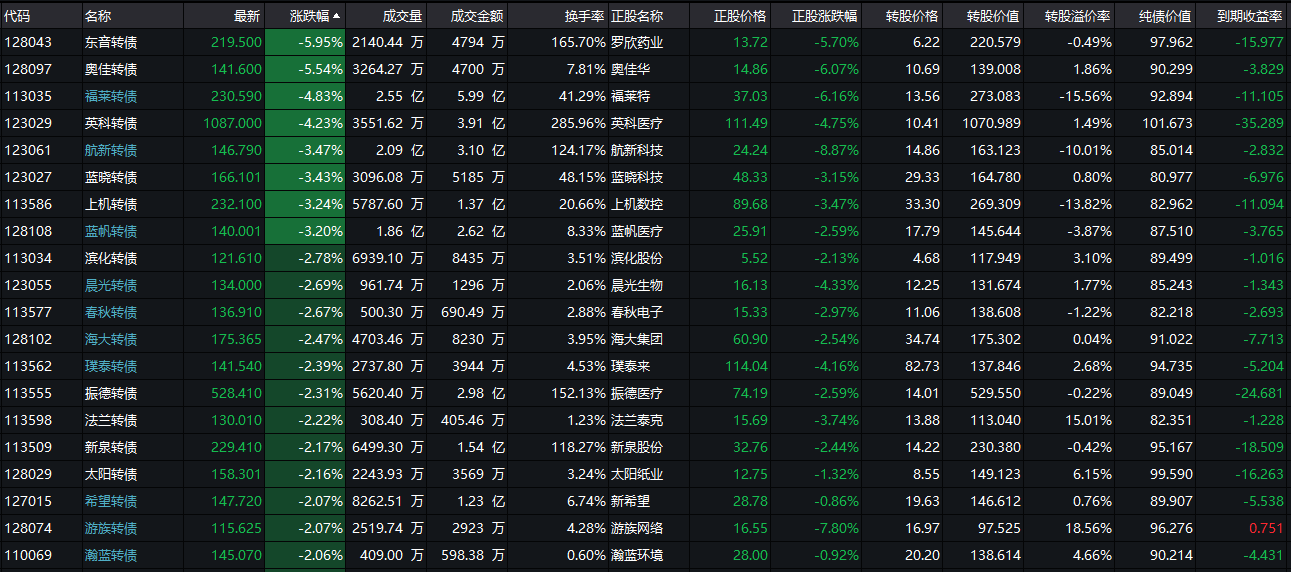 代码 名称 最新 涨跌幅 成交量 成交金额 换手率 正股名称 正股价格 正股涨跌幅 转股价格 转股价值 转股溢价率 纯债价值 到期收益率
128043 东音转债 219.500 -5.95% 2140.44 万 4794 万 165.70% 罗欣药业 13.72 -5.70% 6.22 220.579 -0.49% 97.962 -15.977
128097 奥佳转债 141.600 -5.54% 3264.27 万 4700 万 7.81% 奥佳华 14.86 -6.07% 10.69 139.008 1.86% 90.299 -3.829
113035 福莱转债 230.590 -4.83% 2.55 亿 5.99 亿 41.29% 福莱特 37.03 -6.16% 13.56 273.083 -15.56% 92.894 -11.105
123029 英科转债 1087.000 -4.23% 3551.62 万 3.91 亿 285.96% 英科医疗 111.49 -4.75% 10.41 1070.989 1.49% 101.673 -35.289
123061 航新转债 146.790 -3.47% 2.09 亿 3.10 亿 124.17% 航新科技 24.24 -8.87% 14.86 163.123 -10.01% 85.014 -2.832
123027 蓝晓转债 166.101 -3.43% 3096.08 万 5185 万 48.15% 蓝晓科技 48.33 -3.15% 29.33 164.780 0.80% 80.977 -6.976
113586 上机转债 232.100 -3.24% 5787.60 万 1.37 亿 20.66% 上机数控 89.68 -3.47% 33.30 269.309 -13.82% 82.962 -11.094
128108 蓝帆转债 140.001 -3.20% 1.86 亿 2.62 亿 8.33% 蓝帆医疗 25.91 -2.59% 17.79 145.644 -3.87% 87.510 -3.765
113034 滨化转债 121.610 -2.78% 6939.10 万 8435 万 3.51% 滨化股份 5.52 -2.13% 4.68 117.949 3.10% 89.499 -1.016
123055 晨光转债 134.000 -2.69% 961.74 万 1296 万 2.06% 晨光生物 16.13 -4.33% 12.25 131.674 1.77% 85.243 -1.343
113577 春秋转债 136.910 -2.67% 500.30 万 690.49 万 2.88% 春秋电子 15.33 -2.97% 11.06 138.608 -1.22% 82.218 -2.693
128102 海大转债 175.365 -2.47% 4703.46 万 8230 万 3.95% 海大集团 60.90 -2.54% 34.74 175.302 0.04% 91.022 -7.713
113562 璞泰转债 141.540 -2.39% 2737.80 万 3944 万 4.53% 璞泰来 114.04 -4.16% 82.73 137.846 2.68% 94.735 -5.204
113555 振德转债 528.410 -2.31% 5620.40 万 2.98 亿 152.13% 振德医疗 74.19 -2.59% 14.01 529.550 -0.22% 89.049 -24.681
113598 法兰转债 130.010 -2.22% 308.40 万 405.46 万 1.23% 法兰泰克 15.69 -3.74% 13.88 113.040 15.01% 82.351 -1.228
113509 新泉转债 229.410 -2.17% 6499.30 万 1.54 亿 118.27% 新泉股份 32.76 -2.44% 14.22 230.380 -0.42% 95.167 -18.509
128029 太阳转债 158.301 -2.16% 2243.93 万 3569 万 3.24% 太阳纸业 12.75 -1.32% 8.55 149.123 6.15% 99.590 -16.263
127015 希望转债 147.720 -2.07% 8262.51 万 1.23 亿 6.74% 新希望 28.78 -0.86% 19.63 146.612 0.76% 89.907 -5.538
128074 游族转债 115.625 -2.07% 2519.74 万 2923 万 4.28% 游族网络 16.55 -7.80% 16.97 97.525 18.56% 96.276 0.751
110069 瀚蓝转债 145.070 -2.06% 409.00 万 598.38 万 0.60% 瀚蓝环境 28.00 -0.92% 20.20 138.614 4.66% 90.214 -4.431